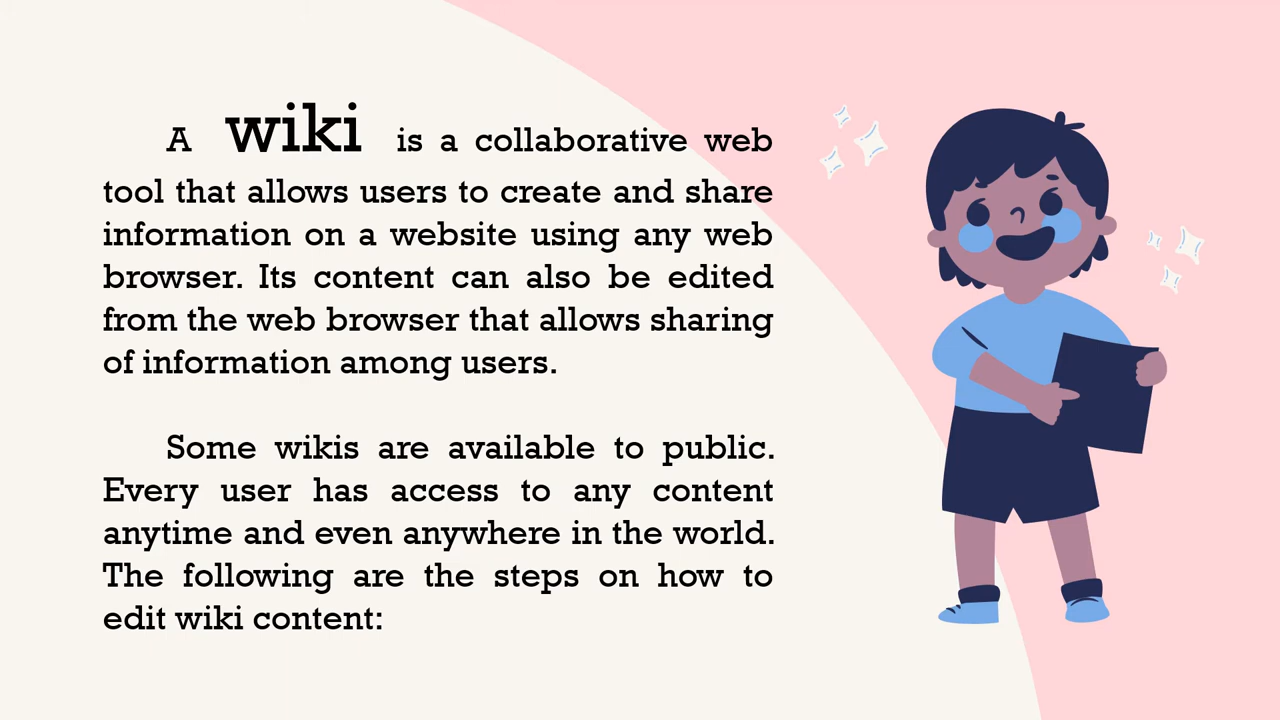 A wiki is a collaborative web
tool that allows users to create and share
information on a website using any web
browser. Its content can also be edited
from the web browser that allows sharing
of information among users.
Some wikis are available to public.
Every user has access to any content
anytime and even anywhere in the world.
The following are the steps on how to
edit wiki content: